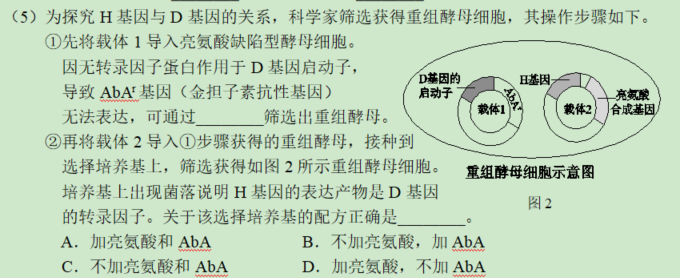 （5）为探究 H 基因与 D 基因的关系，科学家筛选获得重组酵母细胞，其操作步骤如下。
①先将载体 1 导入亮氨酸缺陷型酵母细胞。
因无转录因子蛋白作用于 D 基因启动子，
导致 AbAʳ基因（金担子素抗性基因）
无法表达，可通过________筛选出重组酵母。
②再将载体 2 导入①步骤获得的重组酵母，接种到
选择培养基上，筛选获得如图 2 所示重组酵母细胞。
培养基上出现菌落说明 H 基因的表达产物是 D 基因
的转录因子。关于该选择培养基的配方正确是________。
A．加亮氨酸和 AbA
B．不加亮氨酸，加 AbA
C．不加亮氨酸和 AbA
D．加亮氨酸，不加 AbA
D基因的
启动子
AbAʳ
载体1
H基因
载体2
亮氨酸
合成基因
重组酵母细胞示意图
图 2